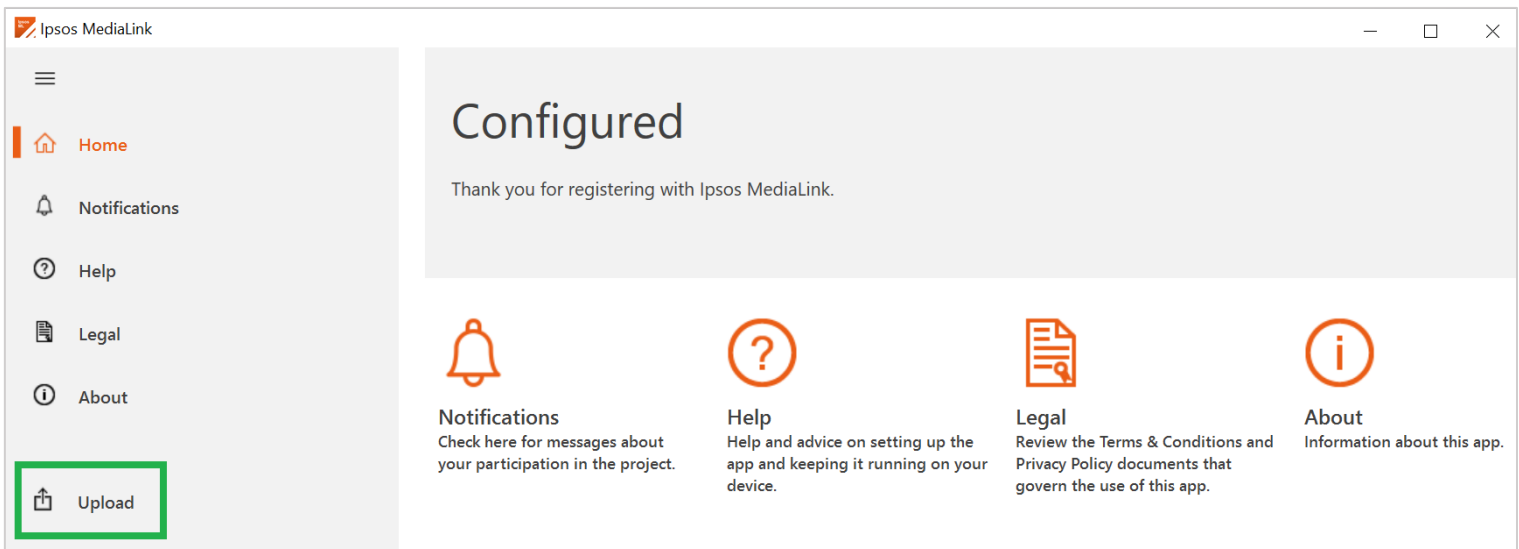 Ipsos MediaLink
Home
Notifications
Help
Legal
About
Upload
Configured
Thank you for registering with Ipsos MediaLink.
Notifications
Check here for messages about
your participation in the project.
Help
Help and advice on setting up the
app and keeping it running on your
device.
Legal
Review the Terms & Conditions and
Privacy Policy documents that
govern the use of this app.
About
Information about this app.